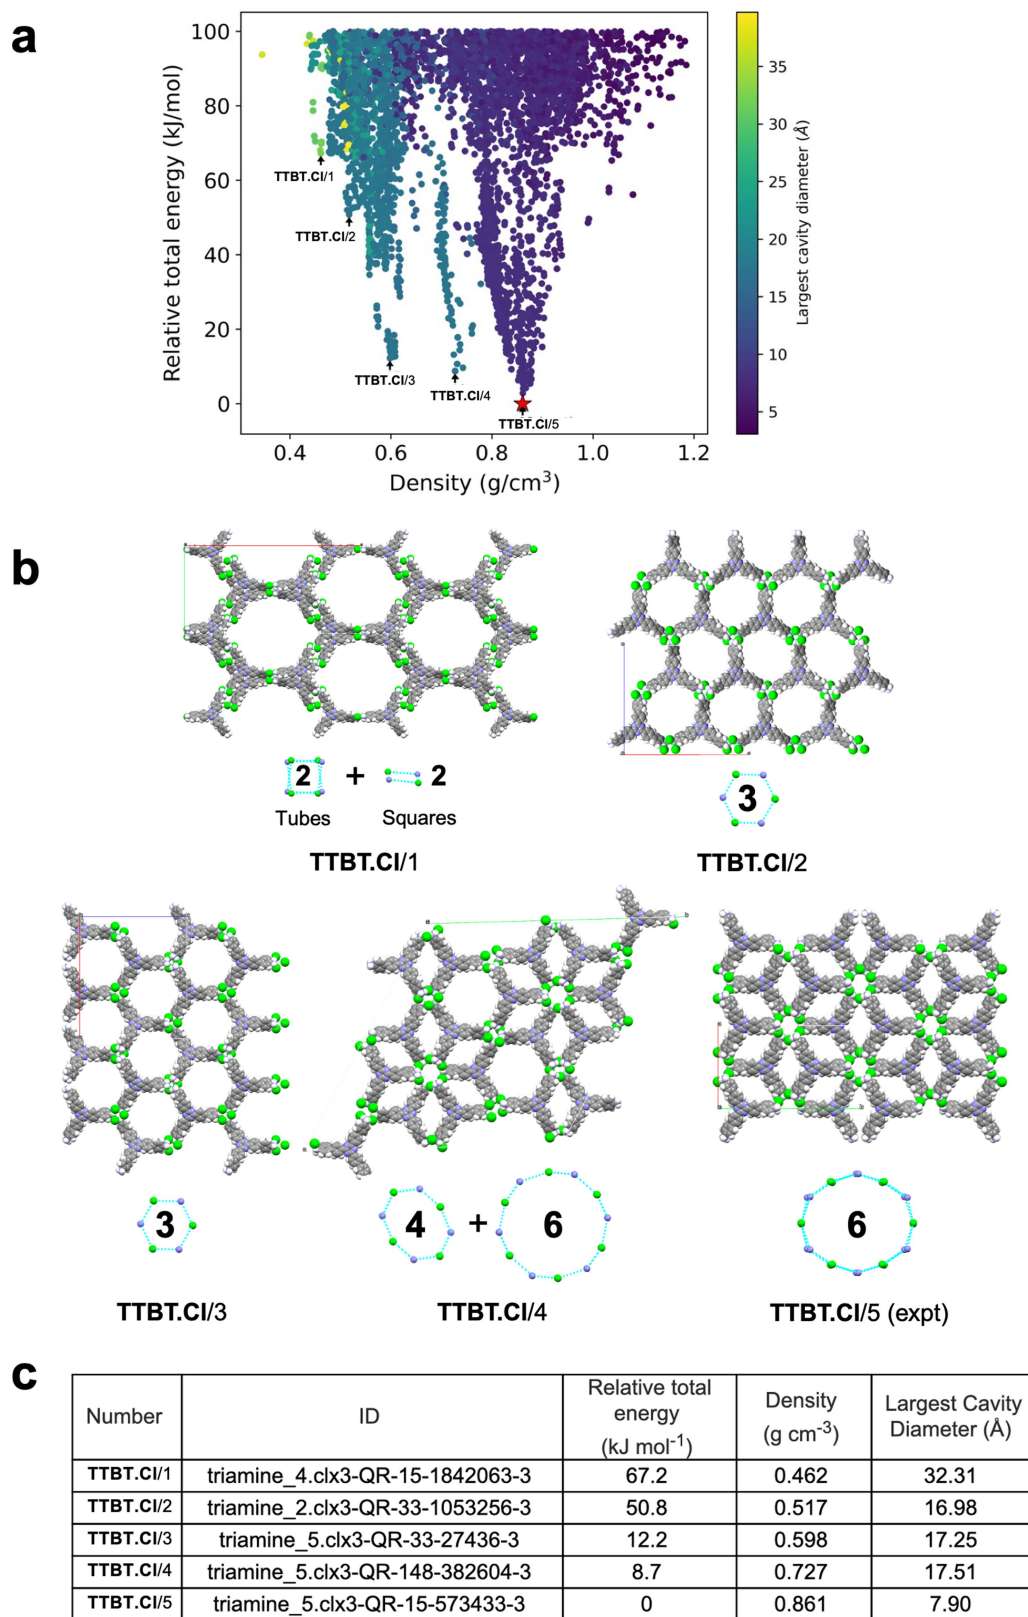 a
100
80
60
40
20
0
Relative total energy (kJ/mol)
0.4 0.6 0.8 1.0 1.2
Density (g/cm³)
TTBT.Cl/1
TTBT.Cl/2
TTBT.Cl/3
TTBT.Cl/4
TTBT.Cl/5
35
30
25
20
15
10
5
Largest cavity diameter (Å)
b
2 + 2
Tubes Squares
TTBT.Cl/1
3
TTBT.Cl/2
3
TTBT.Cl/3
4 + 6
TTBT.Cl/4
6
TTBT.Cl/5 (expt)
c
Number ID Relative total energy (kJ mol⁻¹) Density (g cm⁻³) Largest Cavity Diameter (Å)
TTBT.Cl/1 triamine_4.clx3-QR-15-1842063-3 67.2 0.462 32.31
TTBT.Cl/2 triamine_2.clx3-QR-33-1053256-3 50.8 0.517 16.98
TTBT.Cl/3 triamine_5.clx3-QR-33-27436-3 12.2 0.598 17.25
TTBT.Cl/4 triamine_5.clx3-QR-148-382604-3 8.7 0.727 17.51
TTBT.Cl/5 triamine_5.clx3-QR-15-573433-3 0 0.861 7.90